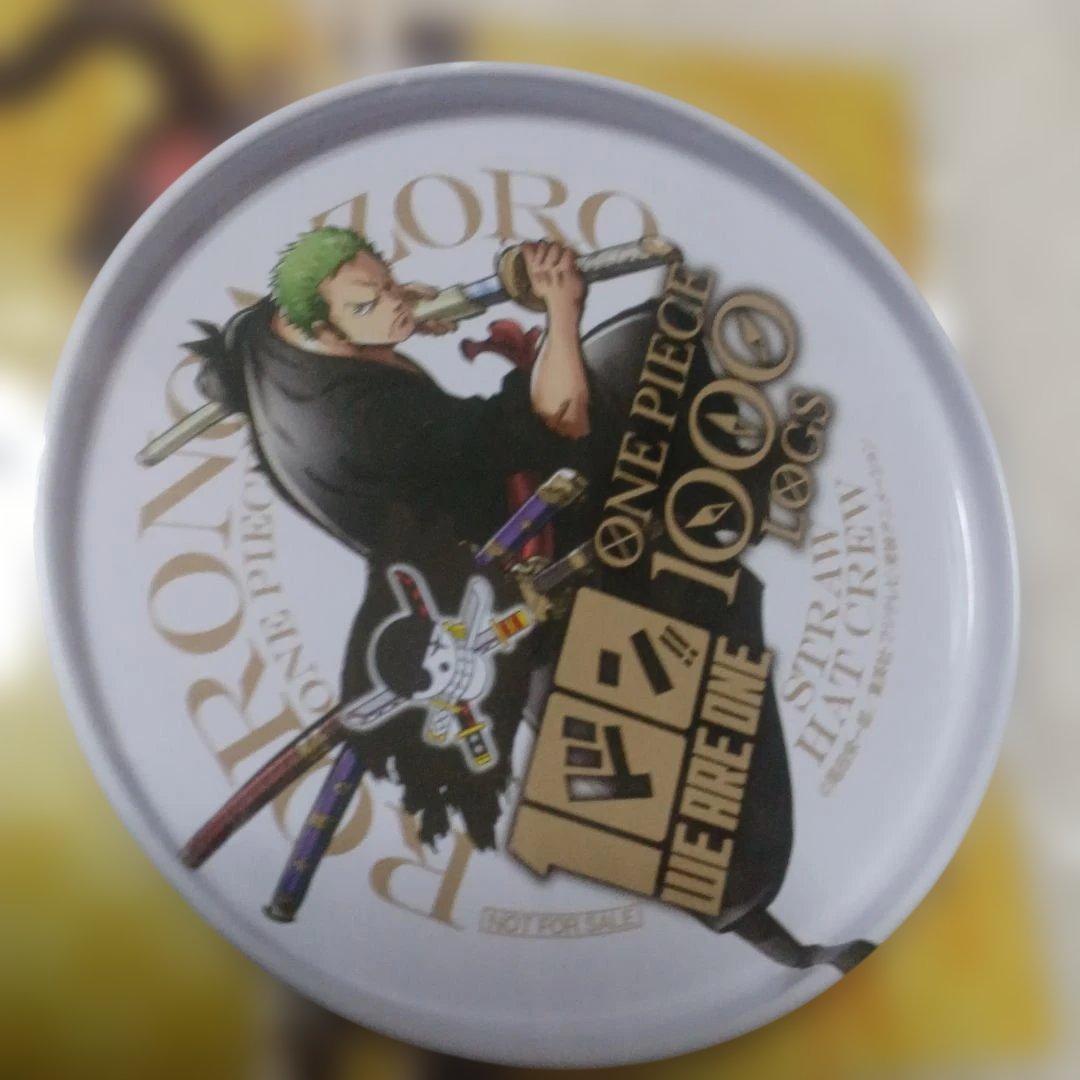 RORONOA ZORO
ONE PIECE
ONE PIECE
1000
LOGS
ドン!!
WE ARE ONE
STRAW
HAT CREW
NOT FOR SALE